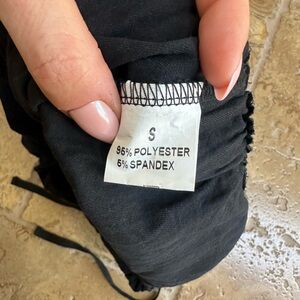 S
95% POLYESTER
5% SPANDEX